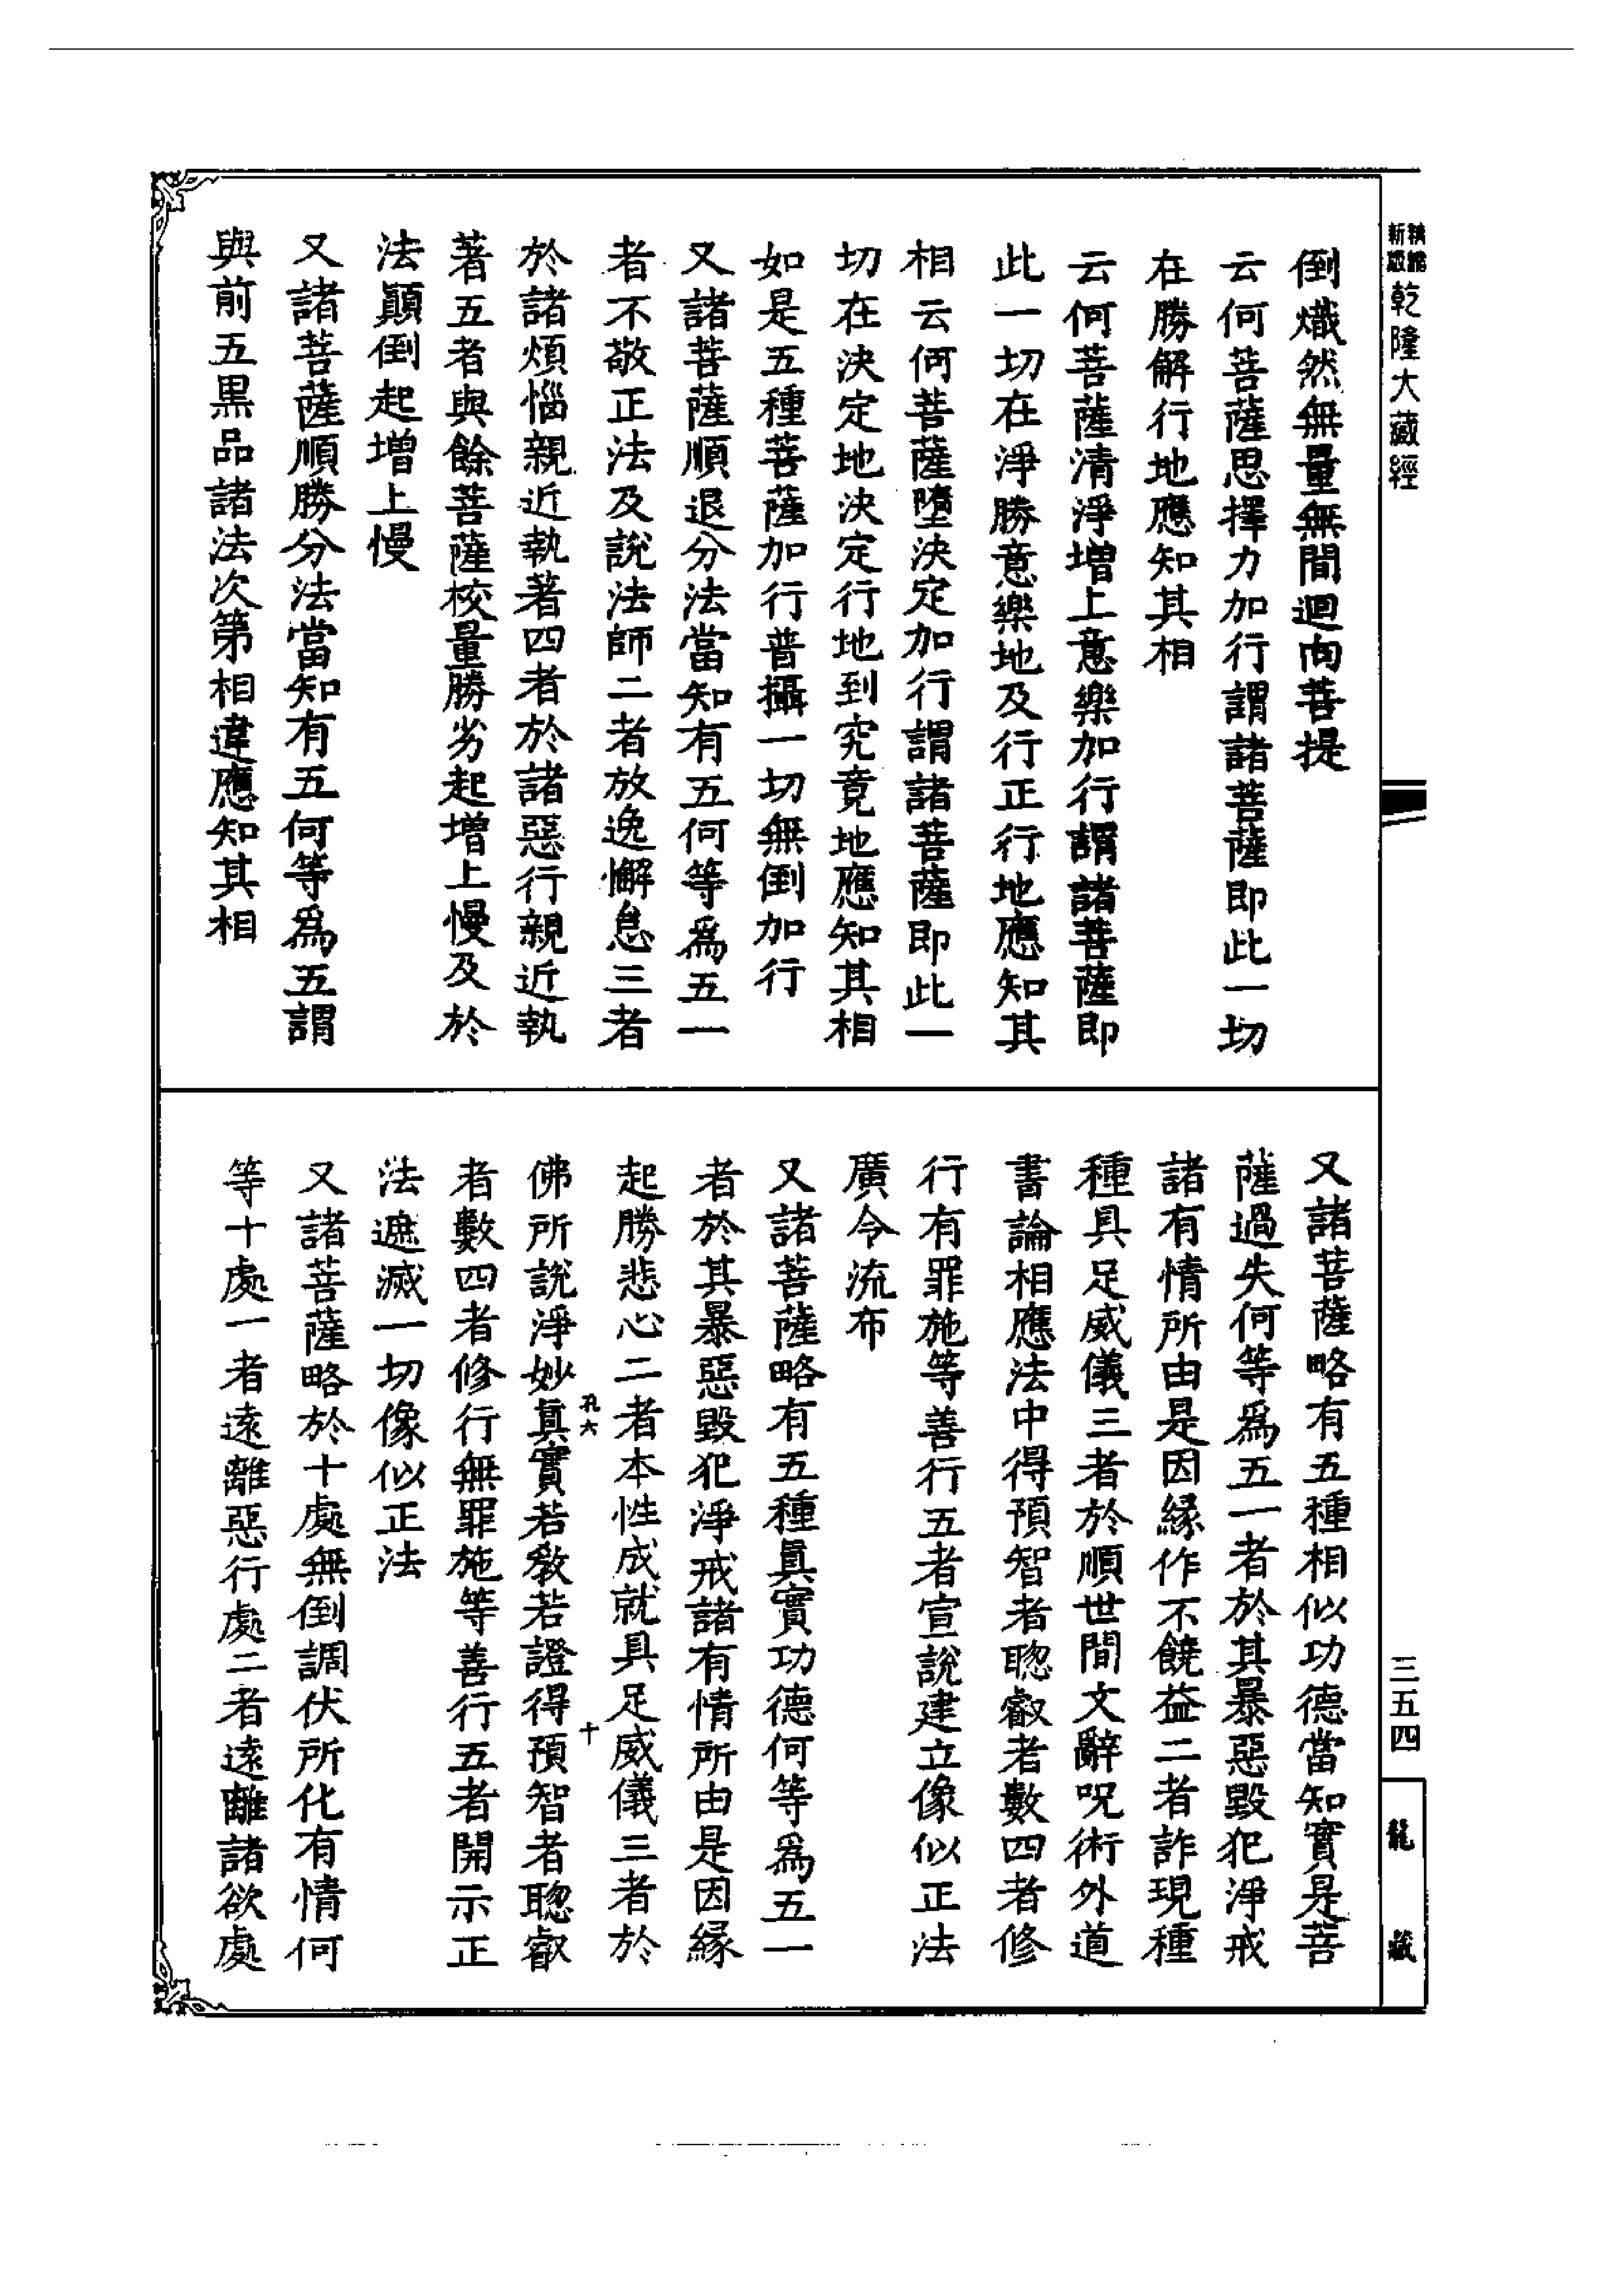 新編
縮版
乾隆大藏經
三五四
龍藏
倒熾然無量無間迴向菩提
云何菩薩思擇力加行謂諸菩薩即此一切
在勝解行地應知其相
云何菩薩清淨增上意樂加行謂諸菩薩即
此一切在淨勝意樂地及行正行地應知其
相云何菩薩墮決定加行謂諸菩薩即此一
切在決定地決定行地到究竟地應知其相
如是五種菩薩加行普攝一切無倒加行
又諸菩薩順退分法當知有五何等爲五一
者不敬正法及說法師二者放逸懈怠三者
於諸煩惱親近執著四者於諸惡行親近執
著五者與餘菩薩校量勝劣起增上慢及於
法顚倒起增上慢
又諸菩薩順勝分法當知有五何等爲五謂
與前五黑品諸法次第相違應知其相
又諸菩薩略有五種相似功德當知實是菩
薩過失何等爲五一者於其暴惡毀犯淨戒
諸有情所由是因緣作不饒益二者詐現種
種具足威儀三者於順世間文辭呪術外道
書論相應法中得預智者聰叡者數四者修
行有罪施等善行五者宣說建立像似正法
廣令流布
又諸菩薩略有五種眞實功德何等爲五一
者於其暴惡毀犯淨戒諸有情所由是因緣
起勝悲心二者本性成就具足威儀三者於
孔六 十
佛所說淨妙眞實若教若證得預智者聰叡
者數四者修行無罪施等善行五者開示正
法遮滅一切像似正法
又諸菩薩略於十處無倒調伏所化有情何
等十處一者遠離惡行處二者遠離諸欲處